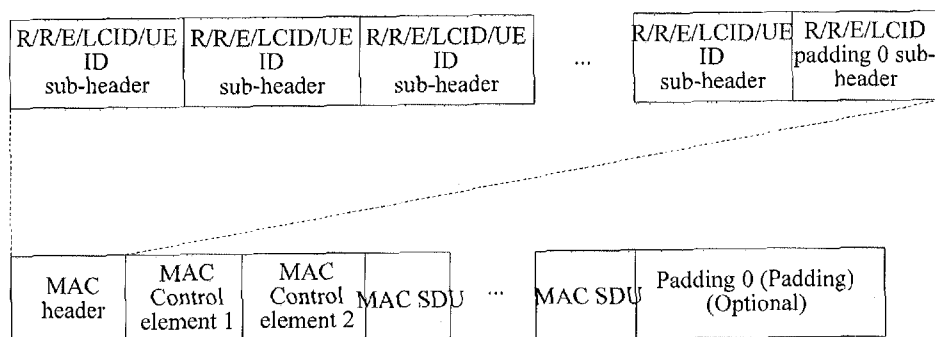 R/R/E/LCID/UE
ID
sub-header
R/R/E/LCID/UE
ID
sub-header
R/R/E/LCID/UE
ID
sub-header
...
R/R/E/LCID/UE
ID
sub-header
R/R/E/LCID
padding 0 sub-
header
MAC
header
MAC
Control
element 1
MAC
Control
element 2
MAC SDU
...
MAC SDU
Padding 0 (Padding)
(Optional)